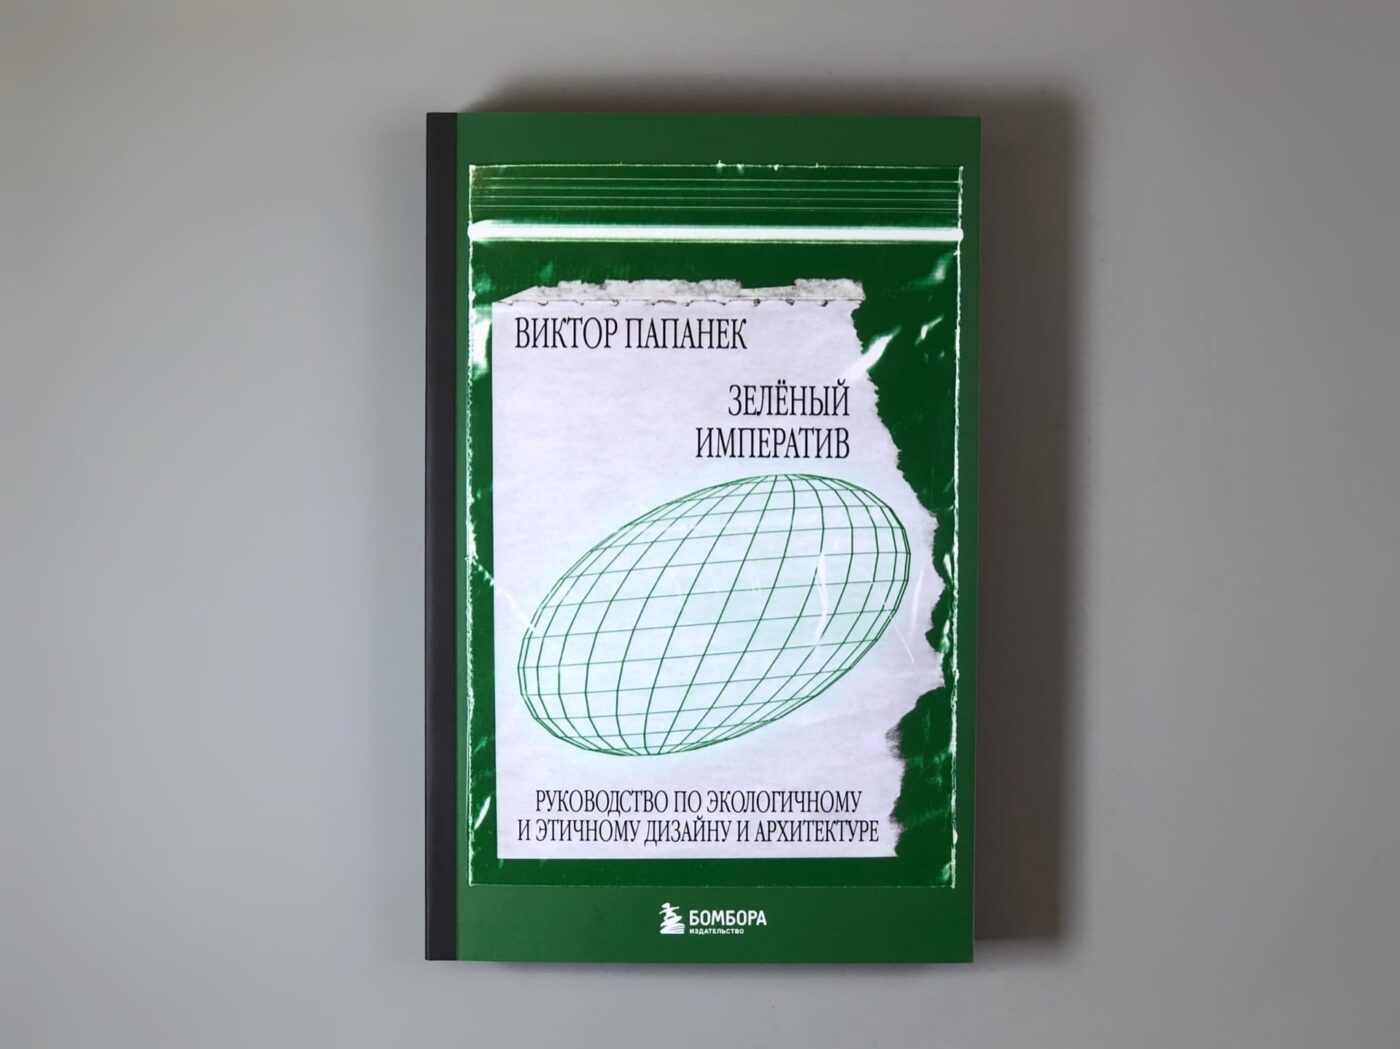 ВИКТОР ПАПАНЕК
ЗЕЛЁНЫЙ
ИМПЕРАТИВ
РУКОВОДСТВО ПО ЭКОЛОГИЧНОМУ
И ЭТИЧНОМУ ДИЗАЙНУ И АРХИТЕКТУРЕ
БОМБОРА
ИЗДАТЕЛЬСТВО